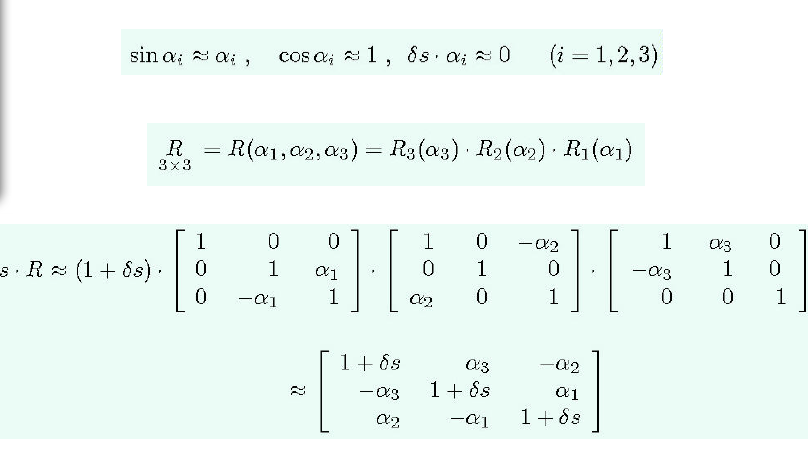 sin α₁ᵢ ≈ αᵢ , cos αᵢ ≈ 1 , δs · αᵢ ≈ 0 (i = 1, 2, 3)
R = R(α₁, α₂, α₃) = R₃(α₃) · R₂(α₂) · R₁(α₁)
3×3
s · R ≈ (1 + δs) · [ 1 0 0 ; 0 1 α₁ ; 0 −α₁ 1 ] · [ 1 0 −α₂ ; 0 1 0 ; α₂ 0 1 ] · [ 1 α₃ 0 ; −α₃ 1 0 ; 0 0 1 ]
≈ [ 1 + δs α₃ −α₂ ; −α₃ 1 + δs α₁ ; α₂ −α₁ 1 + δs ]